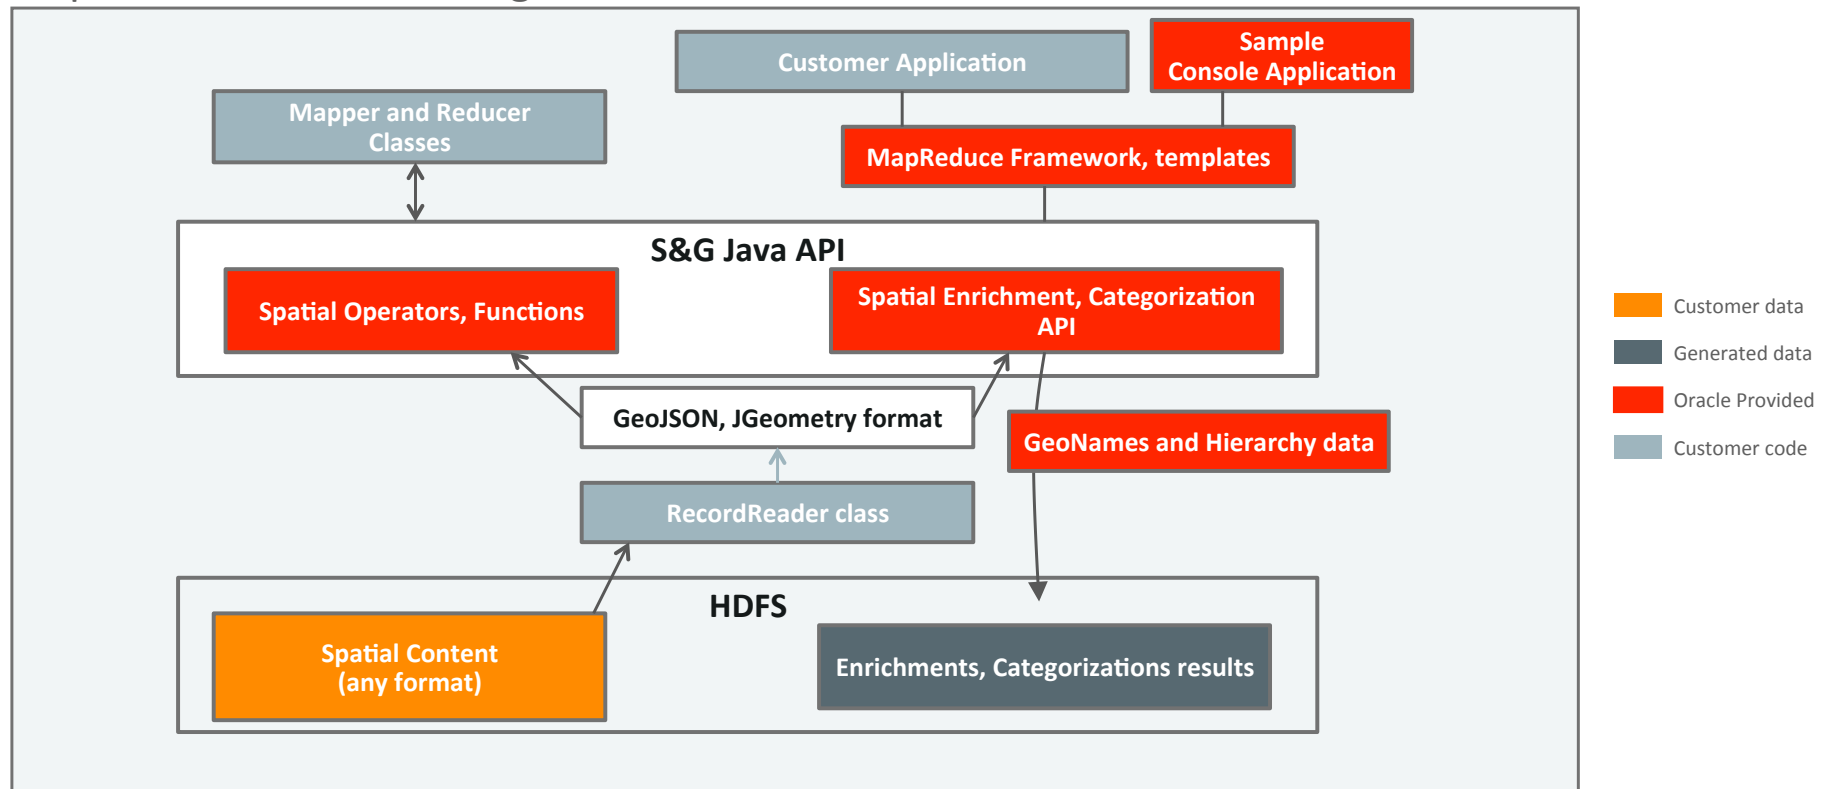 Customer Application
Sample
Console Application
Mapper and Reducer
Classes
MapReduce Framework, templates
S&G Java API
Spatial Operators, Functions
Spatial Enrichment, Categorization
API
GeoJSON, JGeometry format
GeoNames and Hierarchy data
RecordReader class
HDFS
Spatial Content
(any format)
Enrichments, Categorizations results
Customer data
Generated data
Oracle Provided
Customer code